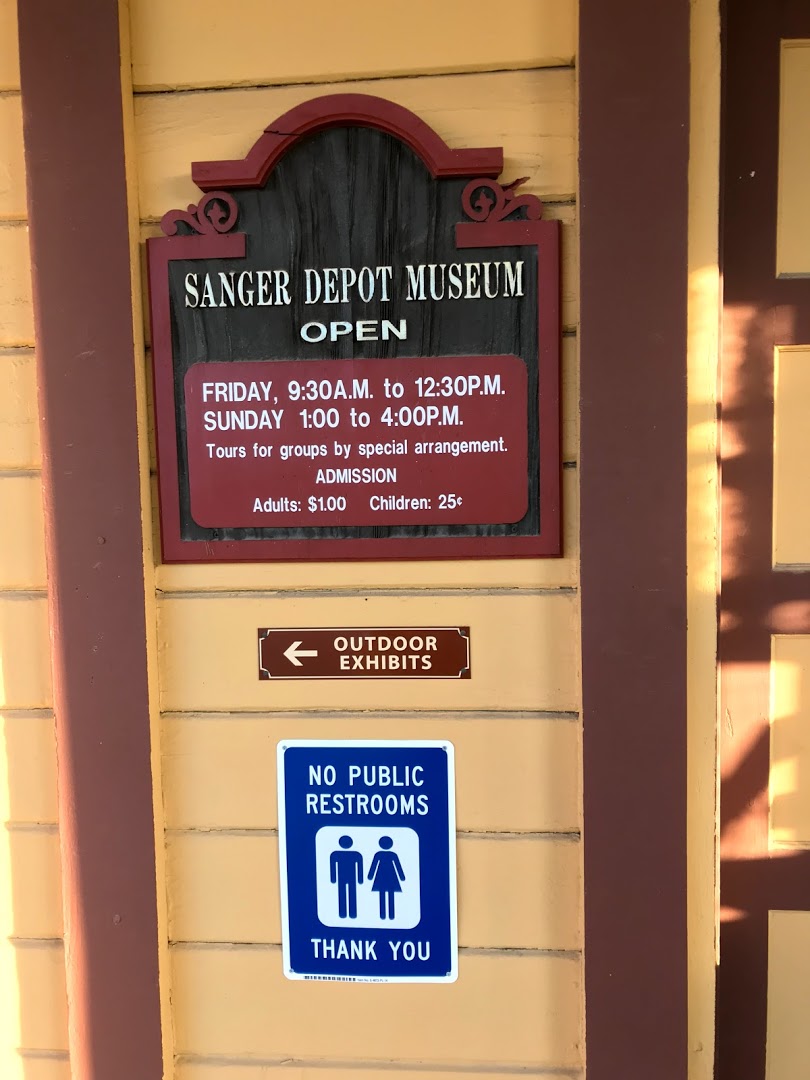 SANGER DEPOT MUSEUM
OPEN
FRIDAY, 9:30A.M. to 12:30P.M.
SUNDAY 1:00 to 4:00P.M.
Tours for groups by special arrangement.
ADMISSION
Adults: $1.00 Children: 25¢
← OUTDOOR
EXHIBITS
NO PUBLIC
RESTROOMS
THANK YOU